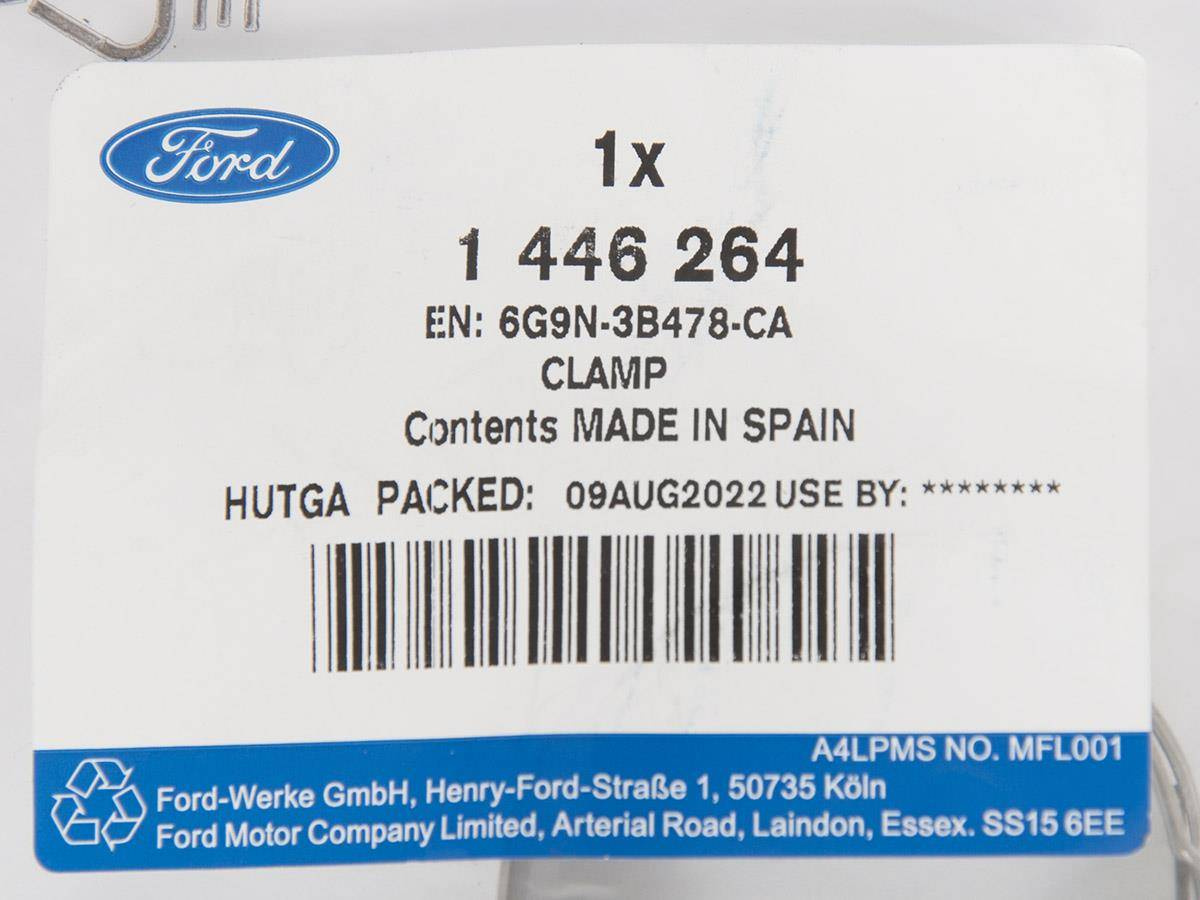 Ford
1x
1 446 264
EN: 6G9N-3B478-CA
CLAMP
Contents MADE IN SPAIN
HUTGA PACKED: 09AUG2022 USE BY: ********
A4LPMS NO. MFL001
Ford-Werke GmbH, Henry-Ford-Straße 1, 50735 Köln
Ford Motor Company Limited, Arterial Road, Laindon, Essex. SS15 6EE